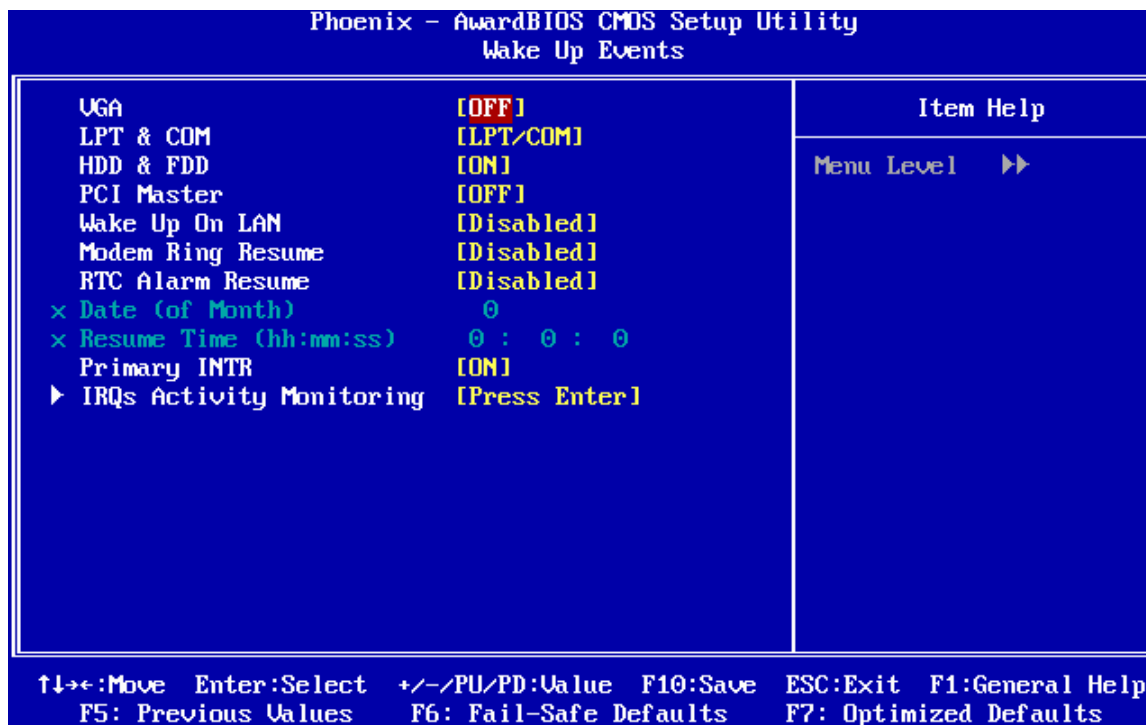 Phoenix - AwardBIOS CMOS Setup Utility
Wake Up Events
VGA [OFF]
LPT & COM [LPT/COM]
HDD & FDD [ON]
PCI Master [OFF]
Wake Up On LAN [Disabled]
Modem Ring Resume [Disabled]
RTC Alarm Resume [Disabled]
x Date (of Month) 0
x Resume Time (hh:mm:ss) 0 : 0 : 0
Primary INTR [ON]
▶ IRQs Activity Monitoring [Press Enter]
Item Help
Menu Level ▶▶
↑↓→←:Move Enter:Select +/-/PU/PD:Value F10:Save ESC:Exit F1:General Help
F5: Previous Values F6: Fail-Safe Defaults F7: Optimized Defaults